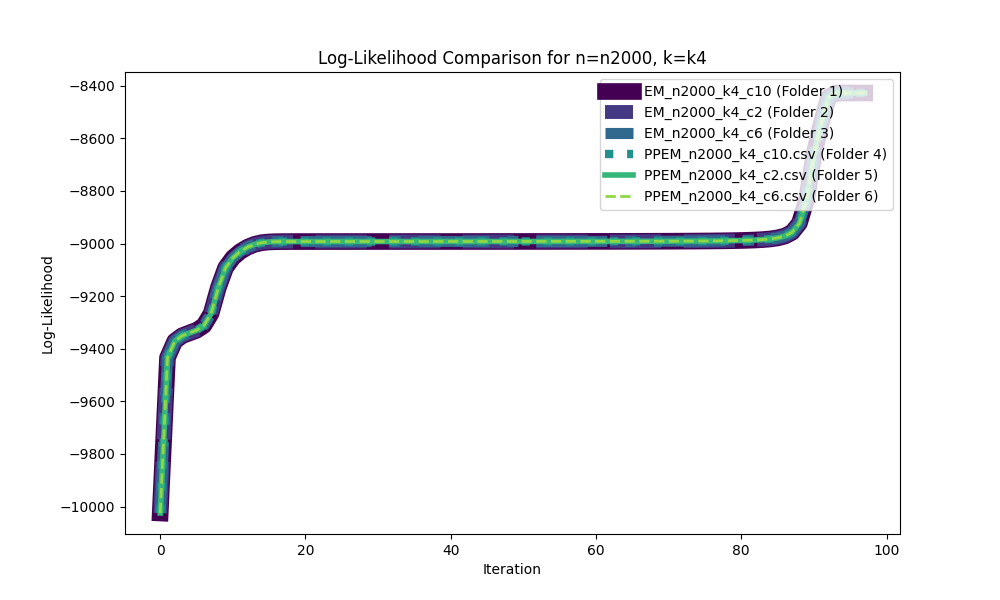 Log-Likelihood Comparison for n=n2000, k=k4
EM_n2000_k4_c10 (Folder 1)
EM_n2000_k4_c2 (Folder 2)
EM_n2000_k4_c6 (Folder 3)
PPEM_n2000_k4_c10.csv (Folder 4)
PPEM_n2000_k4_c2.csv (Folder 5)
PPEM_n2000_k4_c6.csv (Folder 6)
Log-Likelihood
−8400
−8600
−8800
−9000
−9200
−9400
−9600
−9800
−10000
0 20 40 60 80 100
Iteration